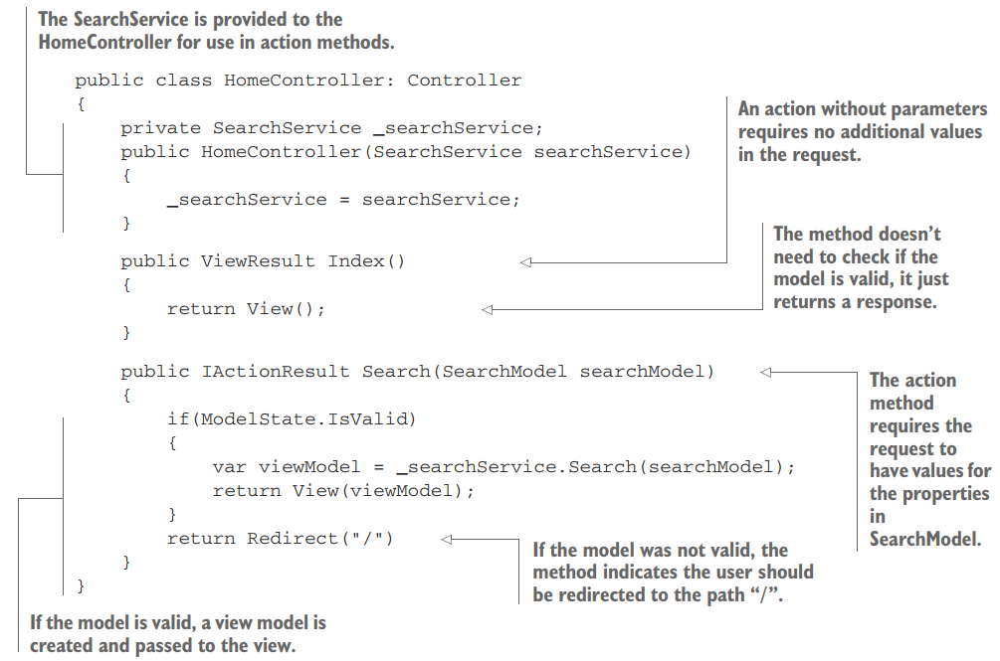 The SearchService is provided to the
HomeController for use in action methods.
public class HomeController: Controller
{
private SearchService _searchService;
public HomeController(SearchService searchService)
{
_searchService = searchService;
}
An action without parameters
requires no additional values
in the request.
public ViewResult Index()
{
return View();
}
The method doesn’t
need to check if the
model is valid, it just
returns a response.
public IActionResult Search(SearchModel searchModel)
{
if(ModelState.IsValid)
{
var viewModel = _searchService.Search(searchModel);
return View(viewModel);
}
return Redirect("/")
}
}
The action
method
requires the
request to
have values for
the properties
in
SearchModel.
If the model was not valid, the
method indicates the user should
be redirected to the path “/”.
If the model is valid, a view model is
created and passed to the view.